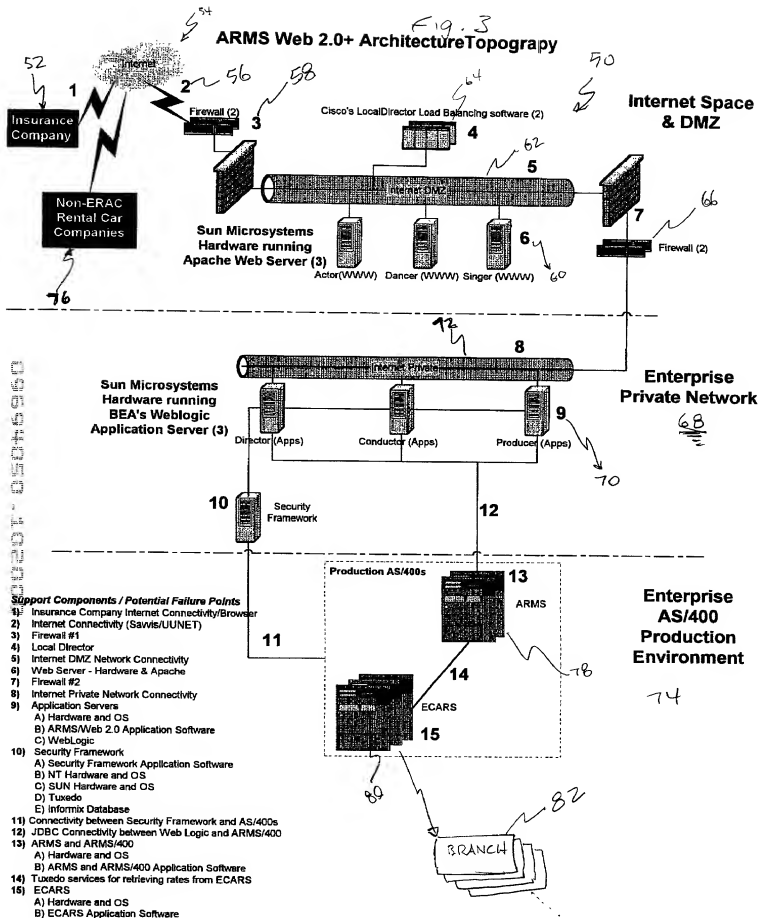 Fig. 3
ARMS Web 2.0+ ArchitectureTopograpy
54
Internet
52
1
2
56
58
Insurance
Company
Firewall (2)
3
Cisco's LocalDirector Load Balancing software (2)
64
4
50
Internet Space
& DMZ
62
5
Internet DMZ
Non-ERAC
Rental Car
Companies
76
Sun Microsystems
Hardware running
Apache Web Server (3)
6
60
7
66
Firewall (2)
Actor(WWW)
Dancer (WWW)
Singer (WWW)
8
Internet Private
Sun Microsystems
Hardware running
BEA's Weblogic
Application Server (3)
Enterprise
Private Network
68
9
70
Director (Apps)
Conductor (Apps)
Producer (Apps)
10
Security
Framework
12
Production AS/400s
13
ARMS
78
Enterprise
AS/400
Production
Environment
74
11
14
ECARS
15
80
82
BRANCH
Support Components / Potential Failure Points
1) Insurance Company Internet Connectivity/Browser
2) Internet Connectivity (Savvis/UUNET)
3) Firewall #1
4) Local Director
5) Internet DMZ Network Connectivity
6) Web Server - Hardware & Apache
7) Firewall #2
8) Internet Private Network Connectivity
9) Application Servers
A) Hardware and OS
B) ARMS/Web 2.0 Application Software
C) WebLogic
10) Security Framework
A) Security Framework Application Software
B) NT Hardware and OS
C) SUN Hardware and OS
D) Tuxedo
E) Informix Database
11) Connectivity between Security Framework and AS/400s
12) JDBC Connectivity between Web Logic and ARMS/400
13) ARMS and ARMS/400
A) Hardware and OS
B) ARMS and ARMS/400 Application Software
14) Tuxedo services for retrieving rates from ECARS
15) ECARS
A) Hardware and OS
B) ECARS Application Software